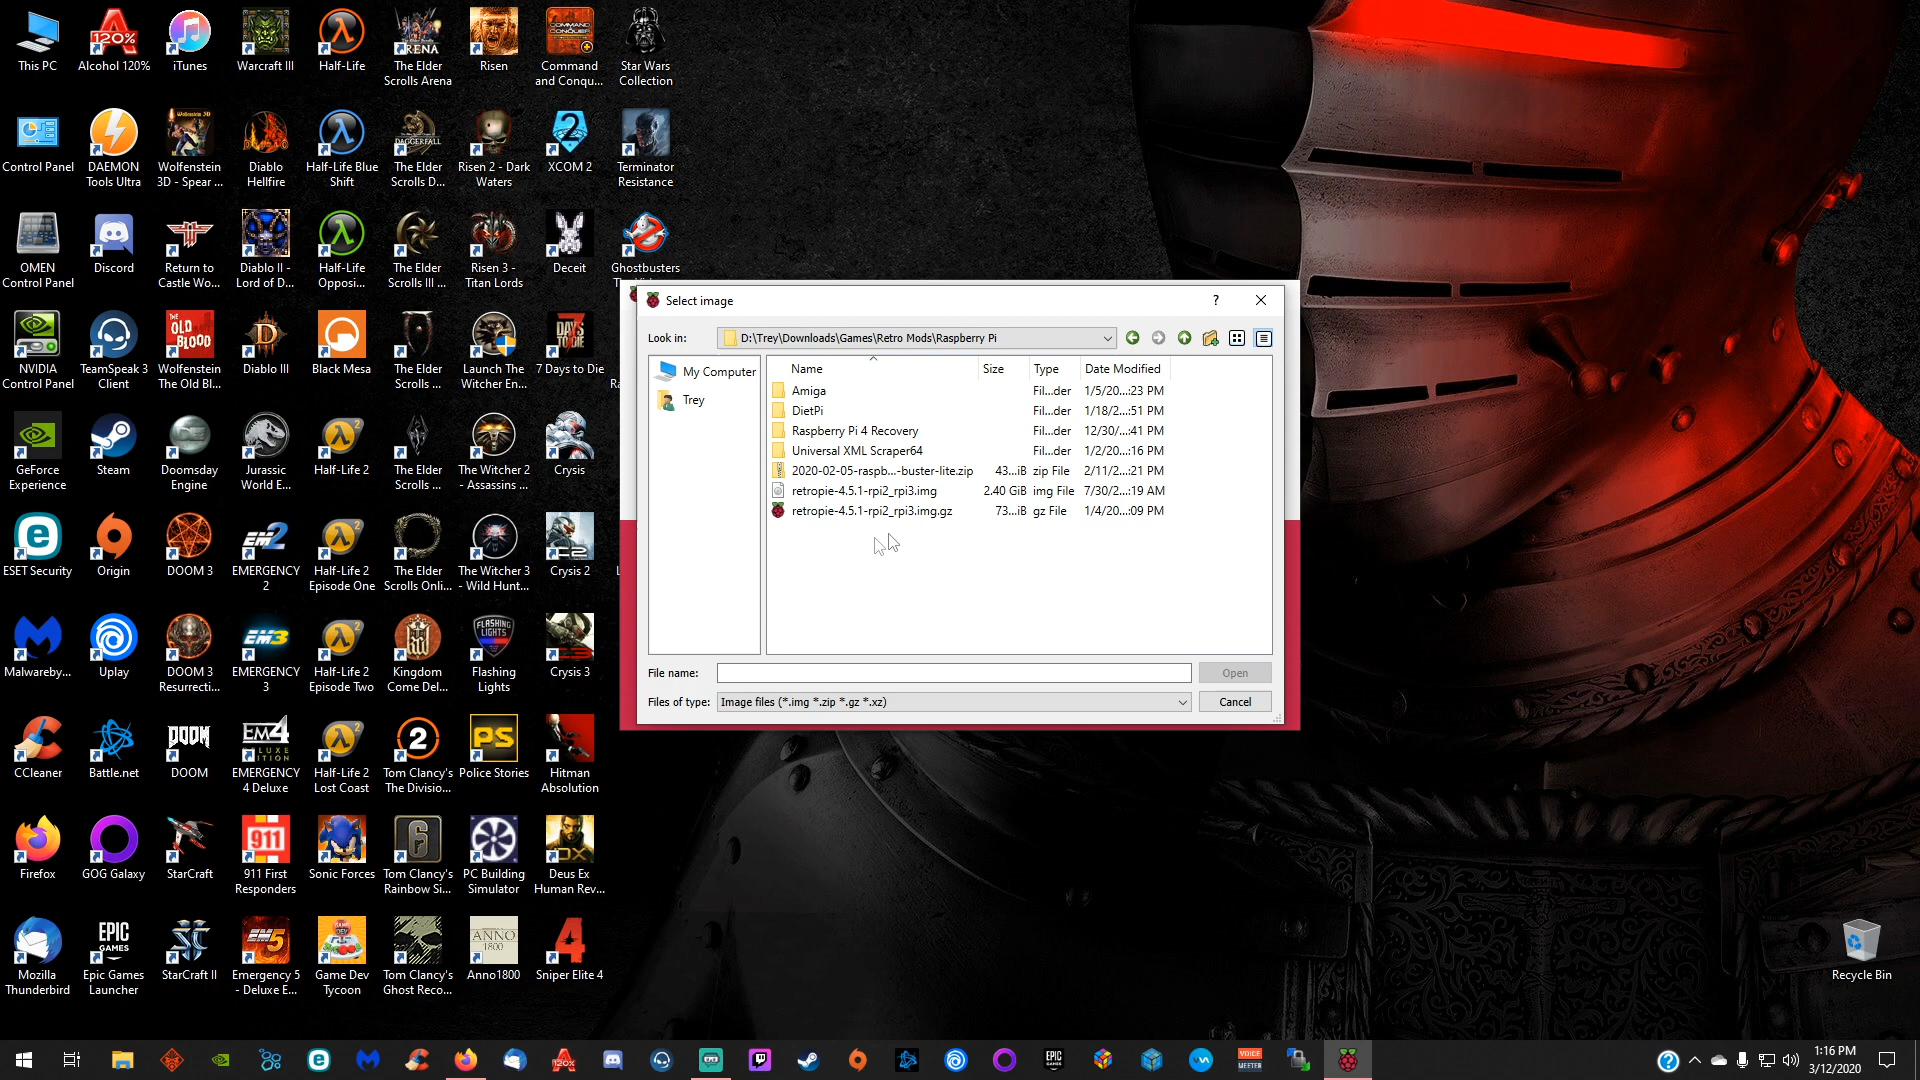 This PC
Alcohol 120%
iTunes
Warcraft III
Half-Life
The Elder
Scrolls Arena
Risen
Command
and Conqu...
Star Wars
Collection
Control Panel
DAEMON
Tools Ultra
Wolfenstein
3D - Spear ...
Diablo
Hellfire
Half-Life Blue
Shift
The Elder
Scrolls D...
Risen 2 - Dark
Waters
XCOM 2
Terminator
Resistance
OMEN
Control Panel
Discord
Return to
Castle Wo...
Diablo II -
Lord of D...
Half-Life
Opposi...
The Elder
Scrolls III ...
Risen 3 -
Titan Lords
Deceit
Ghostbusters
NVIDIA
Control Panel
TeamSpeak 3
Client
Wolfenstein
The Old Bl...
Diablo III
Black Mesa
The Elder
Scrolls ...
Launch The
Witcher En...
7 Days to Die
GeForce
Experience
Steam
Doomsday
Engine
Jurassic
World E...
Half-Life 2
The Elder
Scrolls ...
The Witcher 2
- Assassins ...
Crysis
ESET Security
Origin
DOOM 3
EMERGENCY
2
Half-Life 2
Episode One
The Elder
Scrolls Onli...
The Witcher 3
- Wild Hunt...
Crysis 2
Malwareby...
Uplay
DOOM 3
Resurrecti...
EMERGENCY
3
Half-Life 2
Episode Two
Kingdom
Come Del...
Flashing
Lights
Crysis 3
CCleaner
Battle.net
DOOM
EMERGENCY
4 Deluxe
Half-Life 2
Lost Coast
Tom Clancy's
The Divisio...
Police Stories
Hitman
Absolution
Firefox
GOG Galaxy
StarCraft
911 First
Responders
Sonic Forces
Tom Clancy's
Rainbow Si...
PC Building
Simulator
Deus Ex
Human Rev...
Mozilla
Thunderbird
Epic Games
Launcher
StarCraft II
Emergency 5
- Deluxe E...
Game Dev
Tycoon
Tom Clancy's
Ghost Reco...
Anno1800
Sniper Elite 4
Recycle Bin
Select image
?
Look in:
D:\Trey\Downloads\Games\Retro Mods\Raspberry Pi
My Computer
Trey
Name Size Type Date Modified
Amiga Fil...der 1/5/20...:23 PM
DietPi Fil...der 1/18/2...:51 PM
Raspberry Pi 4 Recovery Fil...der 12/30/...:41 PM
Universal XML Scraper64 Fil...der 1/2/20...:16 PM
2020-02-05-raspb...-buster-lite.zip 43...iB zip File 2/11/2...:21 PM
retropie-4.5.1-rpi2_rpi3.img 2.40 GiB img File 7/30/2...:19 AM
retropie-4.5.1-rpi2_rpi3.img.gz 73...iB gz File 1/4/20...:09 PM
File name:
Open
Files of type:
Image files (*.img *.zip *.gz *.xz)
Cancel
1:16 PM
3/12/2020